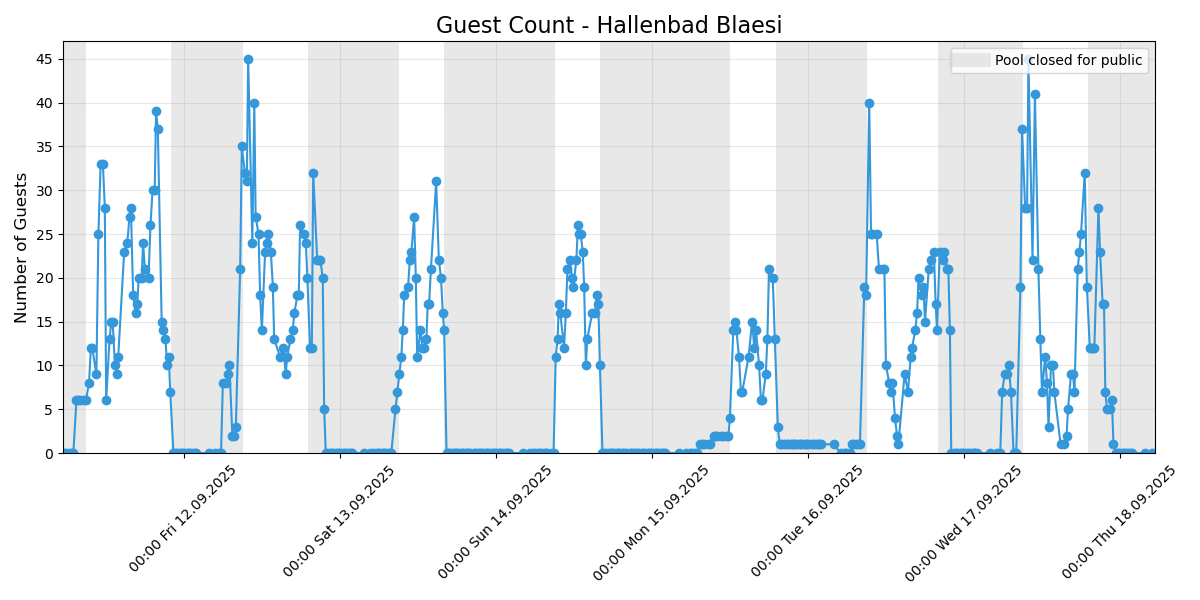 Guest Count - Hallenbad Blaesi
Pool closed for public
Number of Guests
45
40
35
30
25
20
15
10
5
0
00:00 Fri 12.09.2025
00:00 Sat 13.09.2025
00:00 Sun 14.09.2025
00:00 Mon 15.09.2025
00:00 Tue 16.09.2025
00:00 Wed 17.09.2025
00:00 Thu 18.09.2025